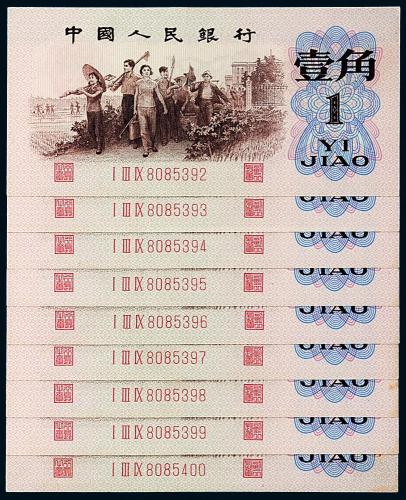 中國人民銀行
壹角
1
YI
JIAO
I III IX 8085392
I III IX 8085393
JIAO
I III IX 8085394
JIAO
I III IX 8085395
JIAO
I III IX 8085396
JIAO
I III IX 8085397
JIAO
I III IX 8085398
JIAO
I III IX 8085399
JIAO
I III IX 8085400
JIAO